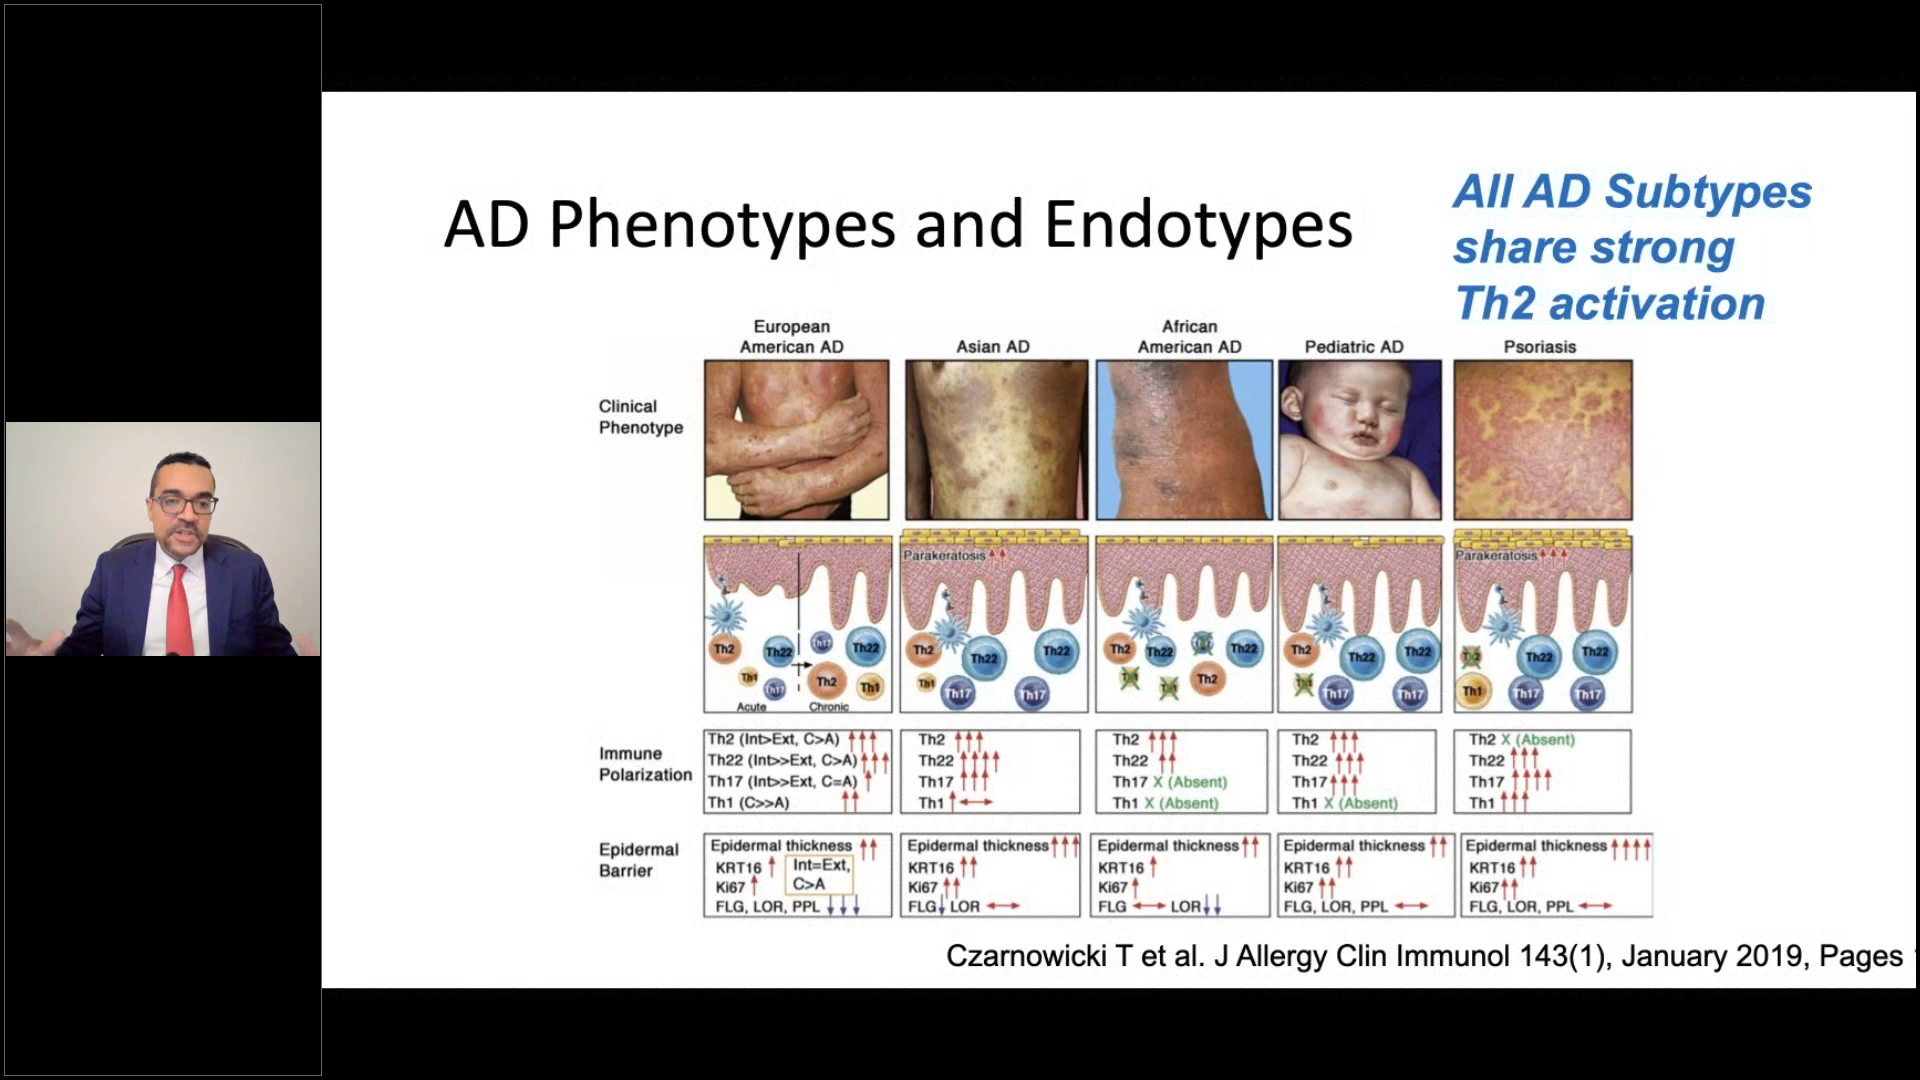 AD Phenotypes and Endotypes
All AD Subtypes
share strong
Th2 activation
European
American AD
Asian AD
African
American AD
Pediatric AD
Psoriasis
Clinical
Phenotype
Parakeratosis ↑↑
Parakeratosis ↑↑↑
Th2 Th22 Th17 Th22
Th1 Th17 Th2 Th1
Acute Chronic
Th2 Th22 Th22
Th1 Th17 Th17
Th2 Th22 Th22
Th2
Th2 Th22 Th22
Th17 Th17
Th2 Th22 Th22
Th1 Th17 Th17
Immune
Polarization
Th2 (Int>Ext, C>A) ↑↑↑
Th22 (Int>>Ext, C>A) ↑↑↑
Th17 (Int>>Ext, C=A) ↑
Th1 (C>>A) ↑↑
Th2 ↑↑↑
Th22 ↑↑↑↑
Th17 ↑↑↑
Th1 ↑ ↔
Th2 ↑↑↑
Th22 ↑↑
Th17 X (Absent)
Th1 X (Absent)
Th2 ↑↑↑
Th22 ↑↑↑
Th17 ↑↑↑
Th1 X (Absent)
Th2 X (Absent)
Th22 ↑↑↑
Th17 ↑↑↑↑
Th1 ↑↑↑
Epidermal
Barrier
Epidermal thickness ↑↑
KRT16 ↑
Ki67 ↑
Int=Ext,
C>A
FLG, LOR, PPL ↓↓↓
Epidermal thickness ↑↑↑
KRT16 ↑↑
Ki67 ↑↑
FLG ↓ LOR ↔
Epidermal thickness ↑↑
KRT16 ↑
Ki67 ↑
FLG ↔ LOR ↓↓
Epidermal thickness ↑↑
KRT16 ↑↑
Ki67 ↑↑
FLG, LOR, PPL ↔
Epidermal thickness ↑↑↑↑
KRT16 ↑↑
Ki67 ↑↑
FLG, LOR, PPL ↔
Czarnowicki T et al. J Allergy Clin Immunol 143(1), January 2019, Pages